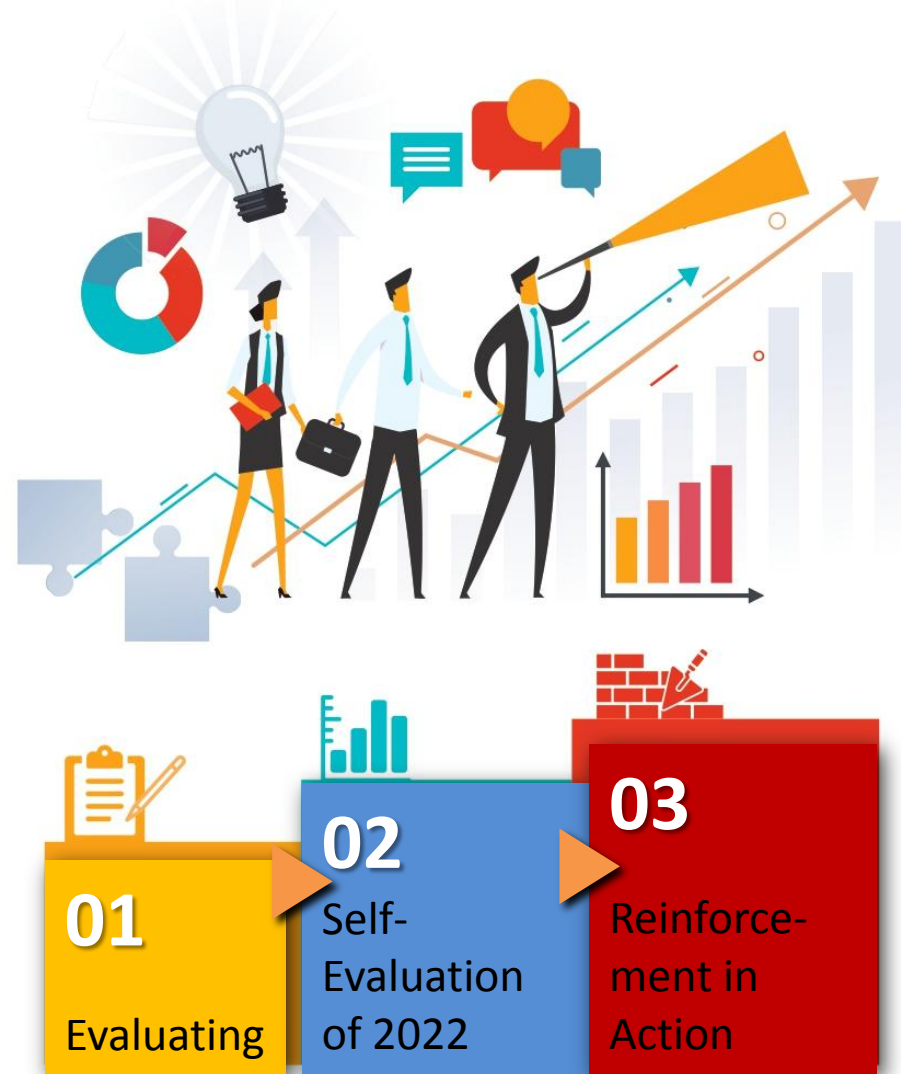 01
Evaluating
02
Self-
Evaluation
of 2022
03
Reinforce-
ment in
Action